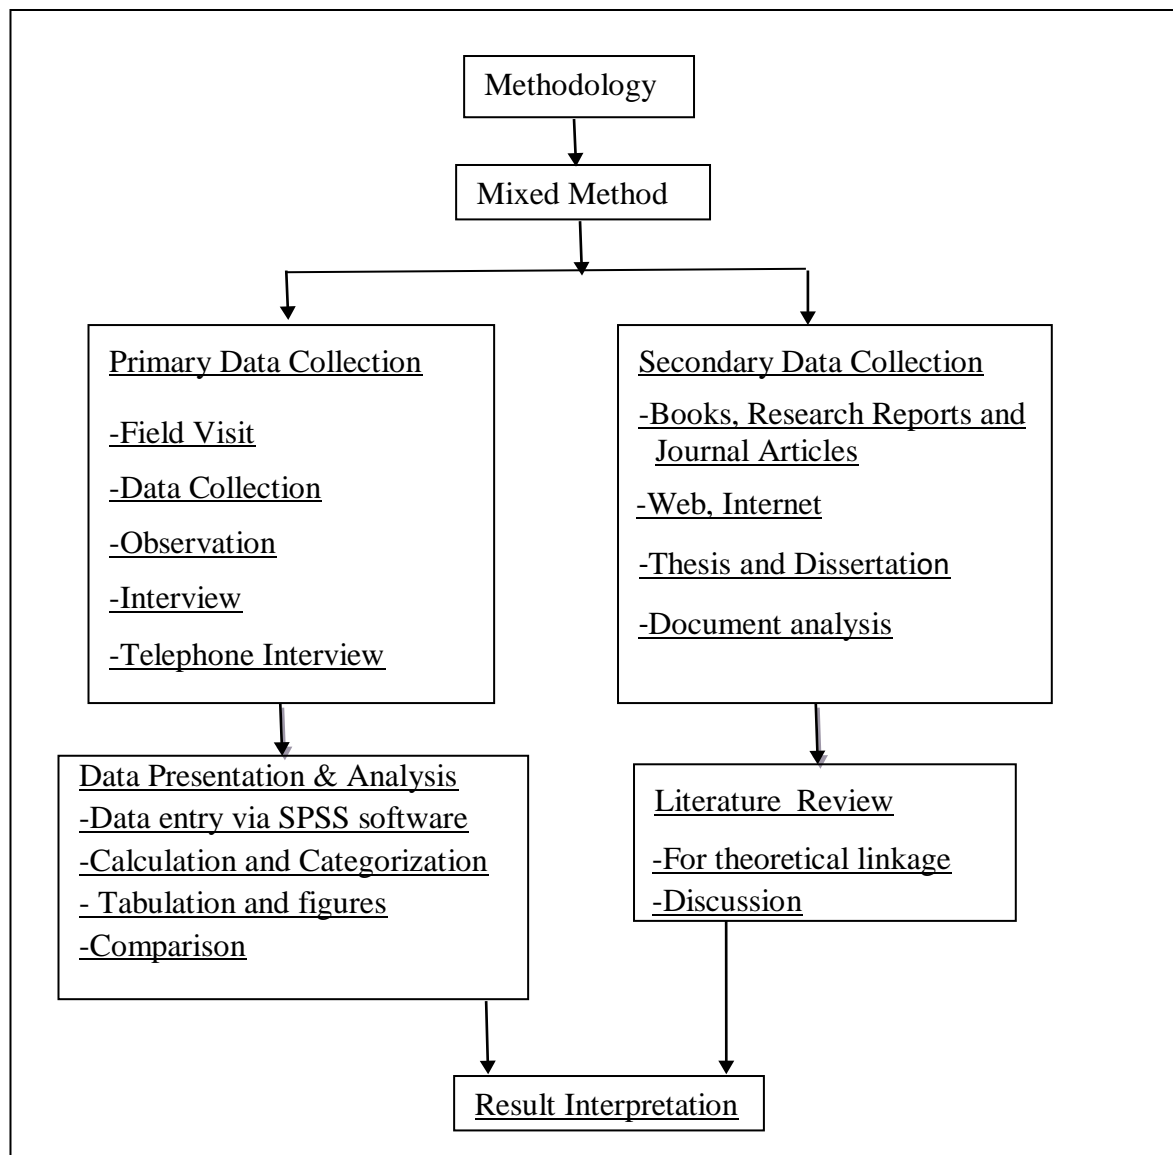 Methodology
Mixed Method
Primary Data Collection
-Field Visit
-Data Collection
-Observation
-Interview
-Telephone Interview
Secondary Data Collection
-Books, Research Reports and
Journal Articles
-Web, Internet
-Thesis and Dissertation
-Document analysis
Data Presentation & Analysis
-Data entry via SPSS software
-Calculation and Categorization
- Tabulation and figures
-Comparison
Literature Review
-For theoretical linkage
-Discussion
Result Interpretation